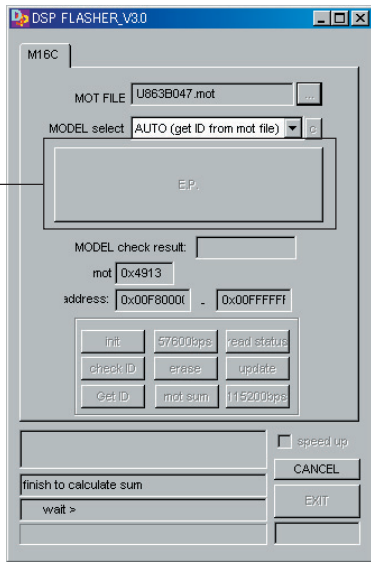 DSP FLASHER_V3.0
M16C
MOT FILE U863B047.mot ...
MODEL select AUTO (get ID from mot file) c
E.P.
MODEL check result:
mot 0x4913
address: 0x00F8000( - 0x00FFFFFF
init 57600bps read status
check ID erase update
Get ID mot sum 115200bps
speed up
CANCEL
finish to calculate sum
EXIT
wait >